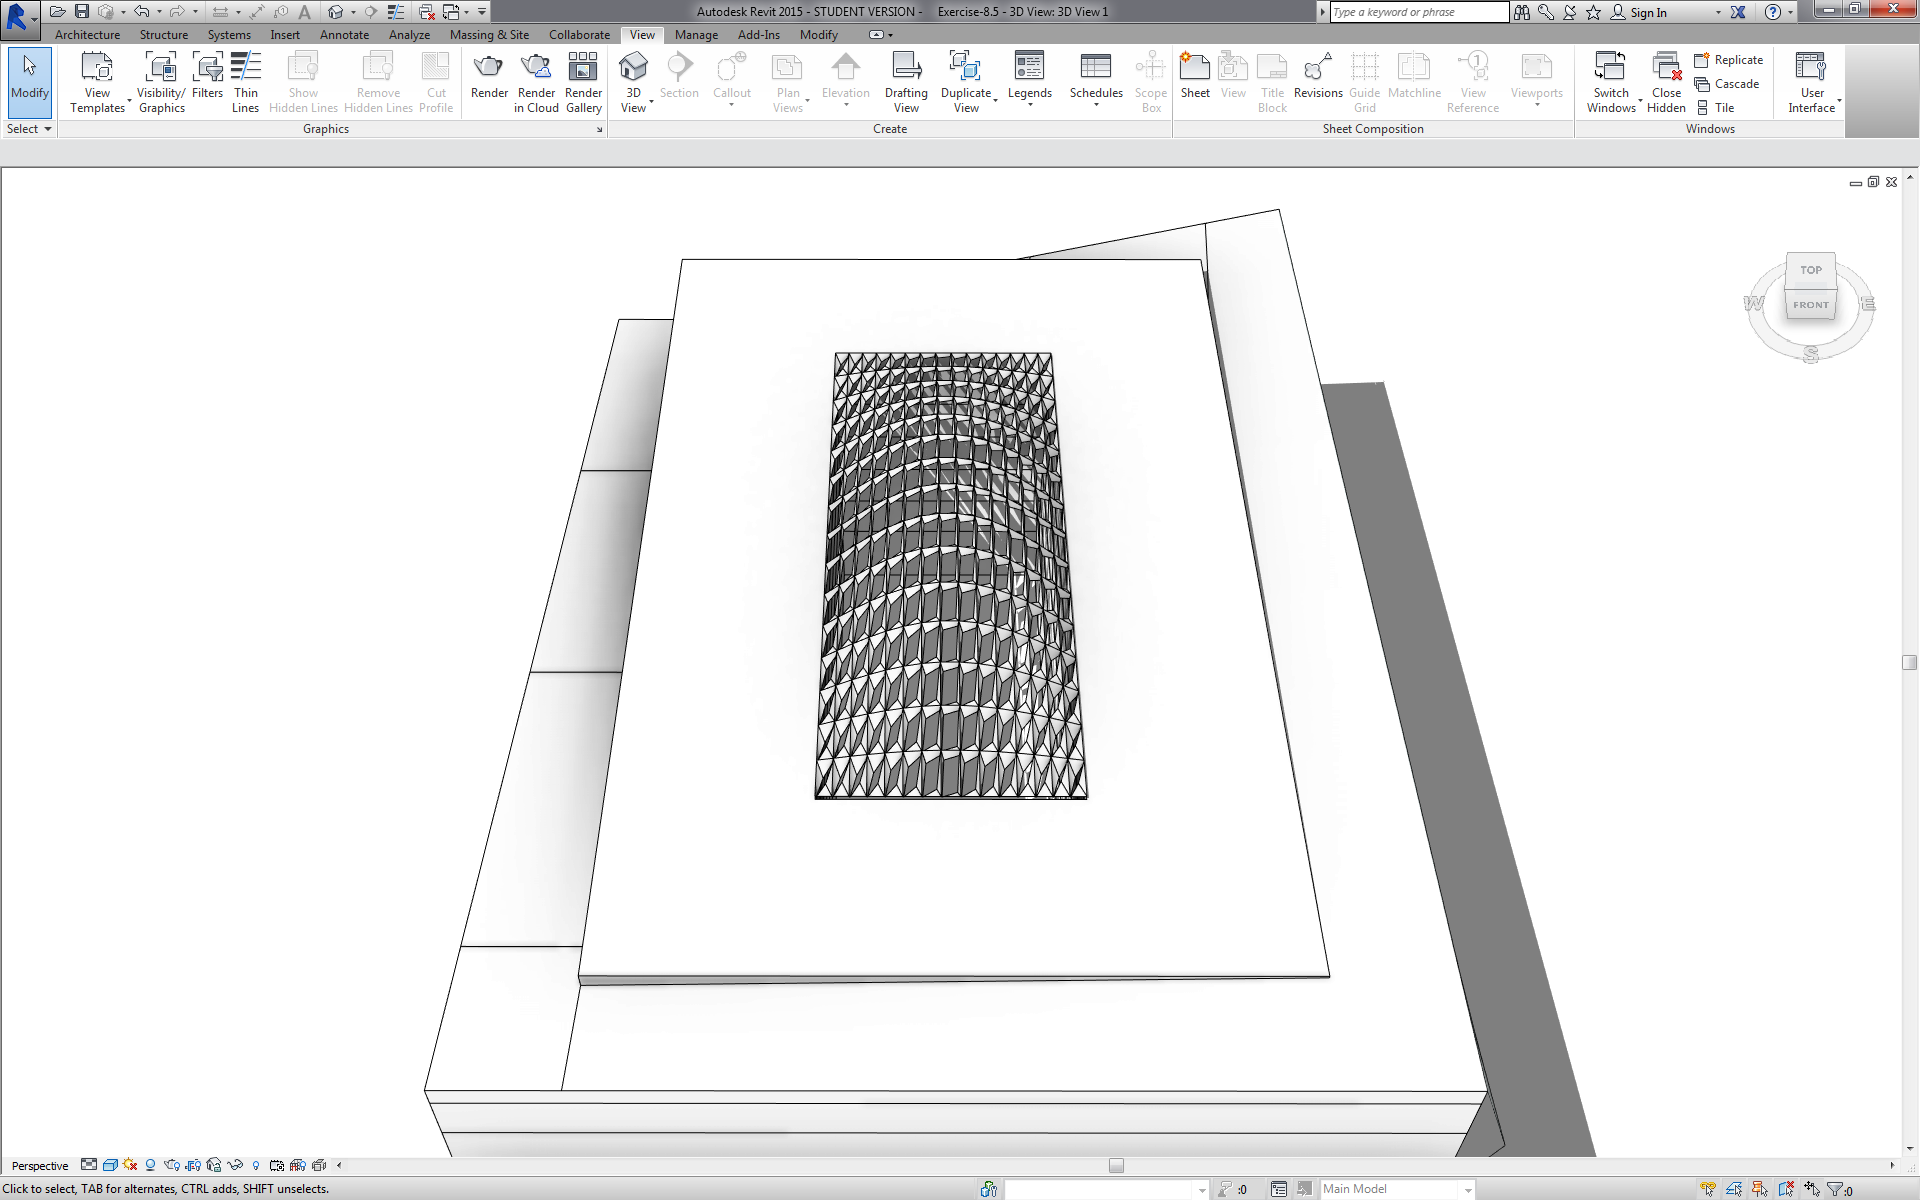 Autodesk Revit 2015 - STUDENT VERSION - Exercise-8.5 - 3D View: 3D View 1
Type a keyword or phrase
Sign In
Architecture Structure Systems Insert Annotate Analyze Massing & Site Collaborate View Manage Add-Ins Modify
Modify
View Templates
Visibility/ Graphics
Filters
Thin Lines
Show Hidden Lines
Remove Hidden Lines
Cut Profile
Render
Render in Cloud
Render Gallery
3D View
Section
Callout
Plan Views
Elevation
Drafting View
Duplicate View
Legends
Schedules
Scope Box
Sheet
View
Title Block
Revisions
Guide Grid
Matchline
View Reference
Viewports
Switch Windows
Close Hidden
Replicate
Cascade
Tile
User Interface
Select
Graphics
Create
Sheet Composition
Windows
TOP
FRONT
W
E
S
Perspective
Click to select, TAB for alternates, CTRL adds, SHIFT unselects.
:0
Main Model
:0